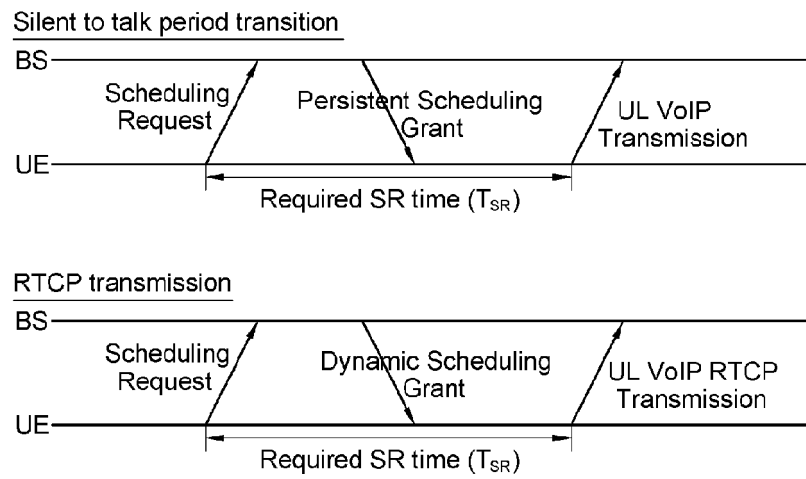 Silent to talk period transition
BS
Scheduling
Request
Persistent Scheduling
Grant
UL VoIP
Transmission
UE
Required SR time (TSR)
RTCP transmission
BS
Scheduling
Request
Dynamic Scheduling
Grant
UL VoIP RTCP
Transmission
UE
Required SR time (TSR)